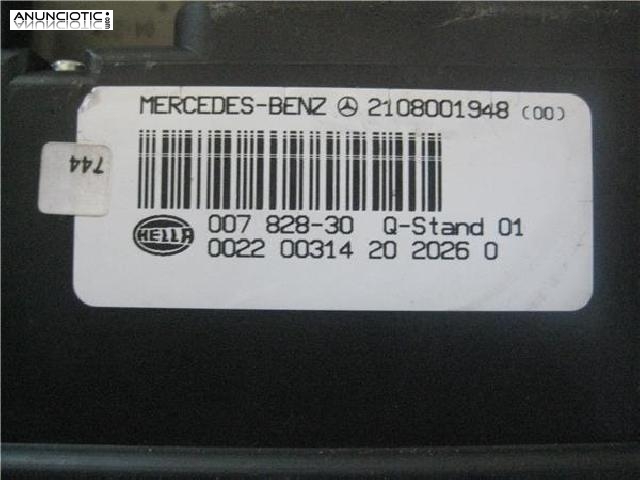 ANUNCIOTIC.com
MERCEDES-BENZ 2108001948 (00)
744
HELLA 007 828-30 Q-Stand 01
0022 00314 20 2026 0